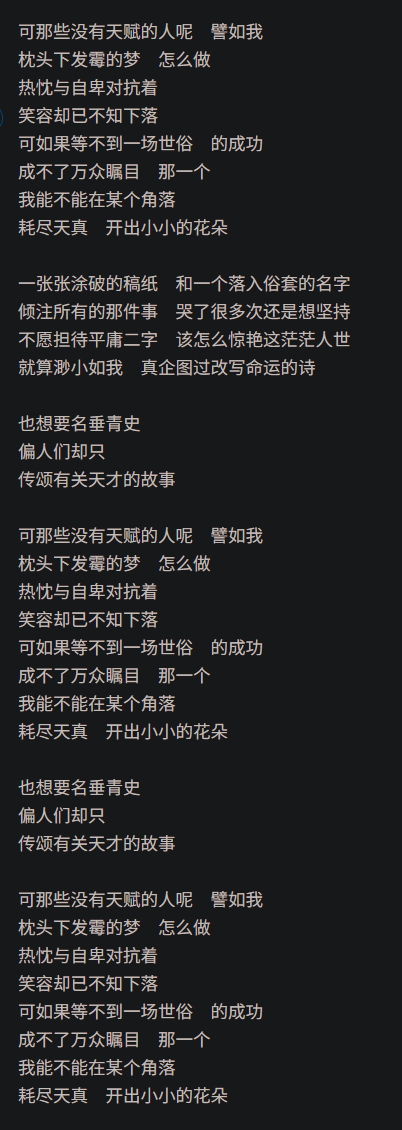 可那些没有天赋的人呢　譬如我
枕头下发霉的梦　怎么做
热忱与自卑对抗着
笑容却已不知下落
可如果等不到一场世俗　的成功
成不了万众瞩目　那一个
我能不能在某个角落
耗尽天真　开出小小的花朵

一张张涂破的稿纸　和一个落入俗套的名字
倾注所有的那件事　哭了很多次还是想坚持
不愿担待平庸二字　该怎么惊艳这茫茫人世
就算渺小如我　真企图过改写命运的诗

也想要名垂青史
偏人们却只
传颂有关天才的故事

可那些没有天赋的人呢　譬如我
枕头下发霉的梦　怎么做
热忱与自卑对抗着
笑容却已不知下落
可如果等不到一场世俗　的成功
成不了万众瞩目　那一个
我能不能在某个角落
耗尽天真　开出小小的花朵

也想要名垂青史
偏人们却只
传颂有关天才的故事

可那些没有天赋的人呢　譬如我
枕头下发霉的梦　怎么做
热忱与自卑对抗着
笑容却已不知下落
可如果等不到一场世俗　的成功
成不了万众瞩目　那一个
我能不能在某个角落
耗尽天真　开出小小的花朵